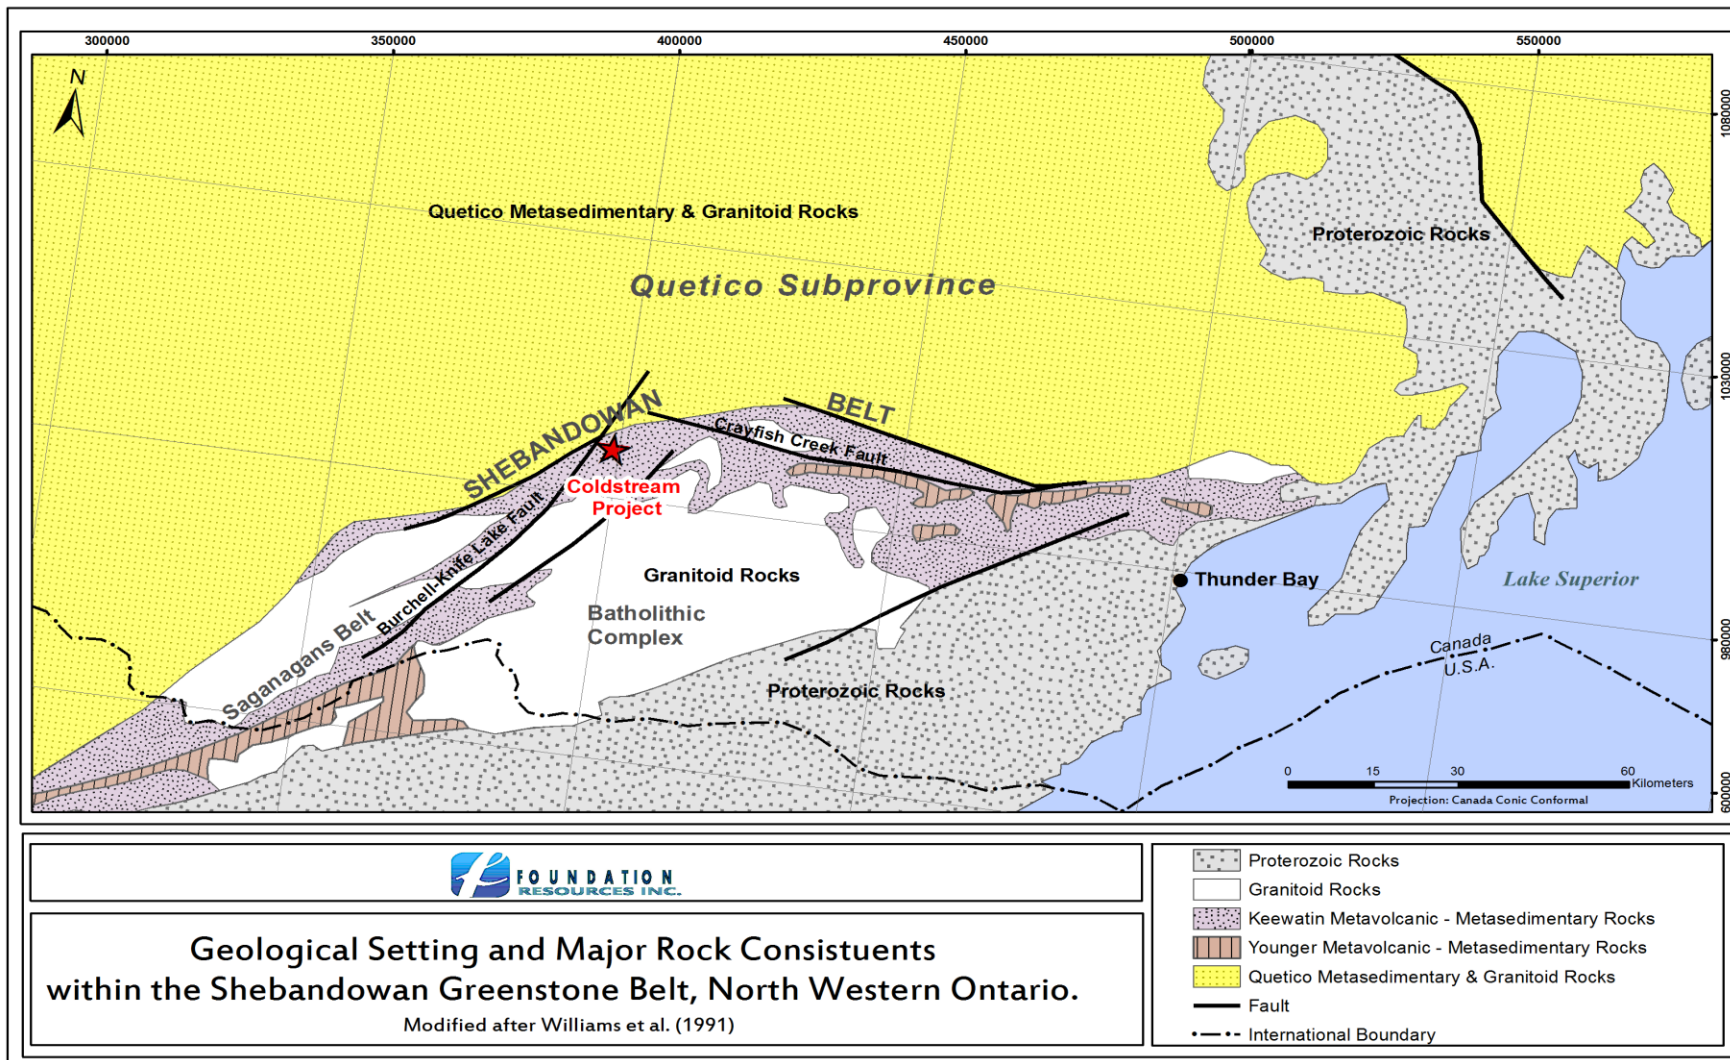 300000
350000
400000
450000
500000
550000
N
1080000
Quetico Metasedimentary & Granitoid Rocks
Proterozoic Rocks
Quetico Subprovince
1030000
SHEBANDOWAN
BELT
Crayfish Creek Fault
Coldstream
Project
Burchell-Knife Lake Fault
Granitoid Rocks
Thunder Bay
Lake Superior
Batholithic
Complex
Saganagans Belt
Canada
U.S.A.
980000
Proterozoic Rocks
0
15
30
60
Kilometers
Projection: Canada Conic Conformal
600000
FOUNDATION
RESOURCES INC.
Geological Setting and Major Rock Consistuents
within the Shebandowan Greenstone Belt, North Western Ontario.
Modified after Williams et al. (1991)
Proterozoic Rocks
Granitoid Rocks
Keewatin Metavolcanic - Metasedimentary Rocks
Younger Metavolcanic - Metasedimentary Rocks
Quetico Metasedimentary & Granitoid Rocks
Fault
International Boundary